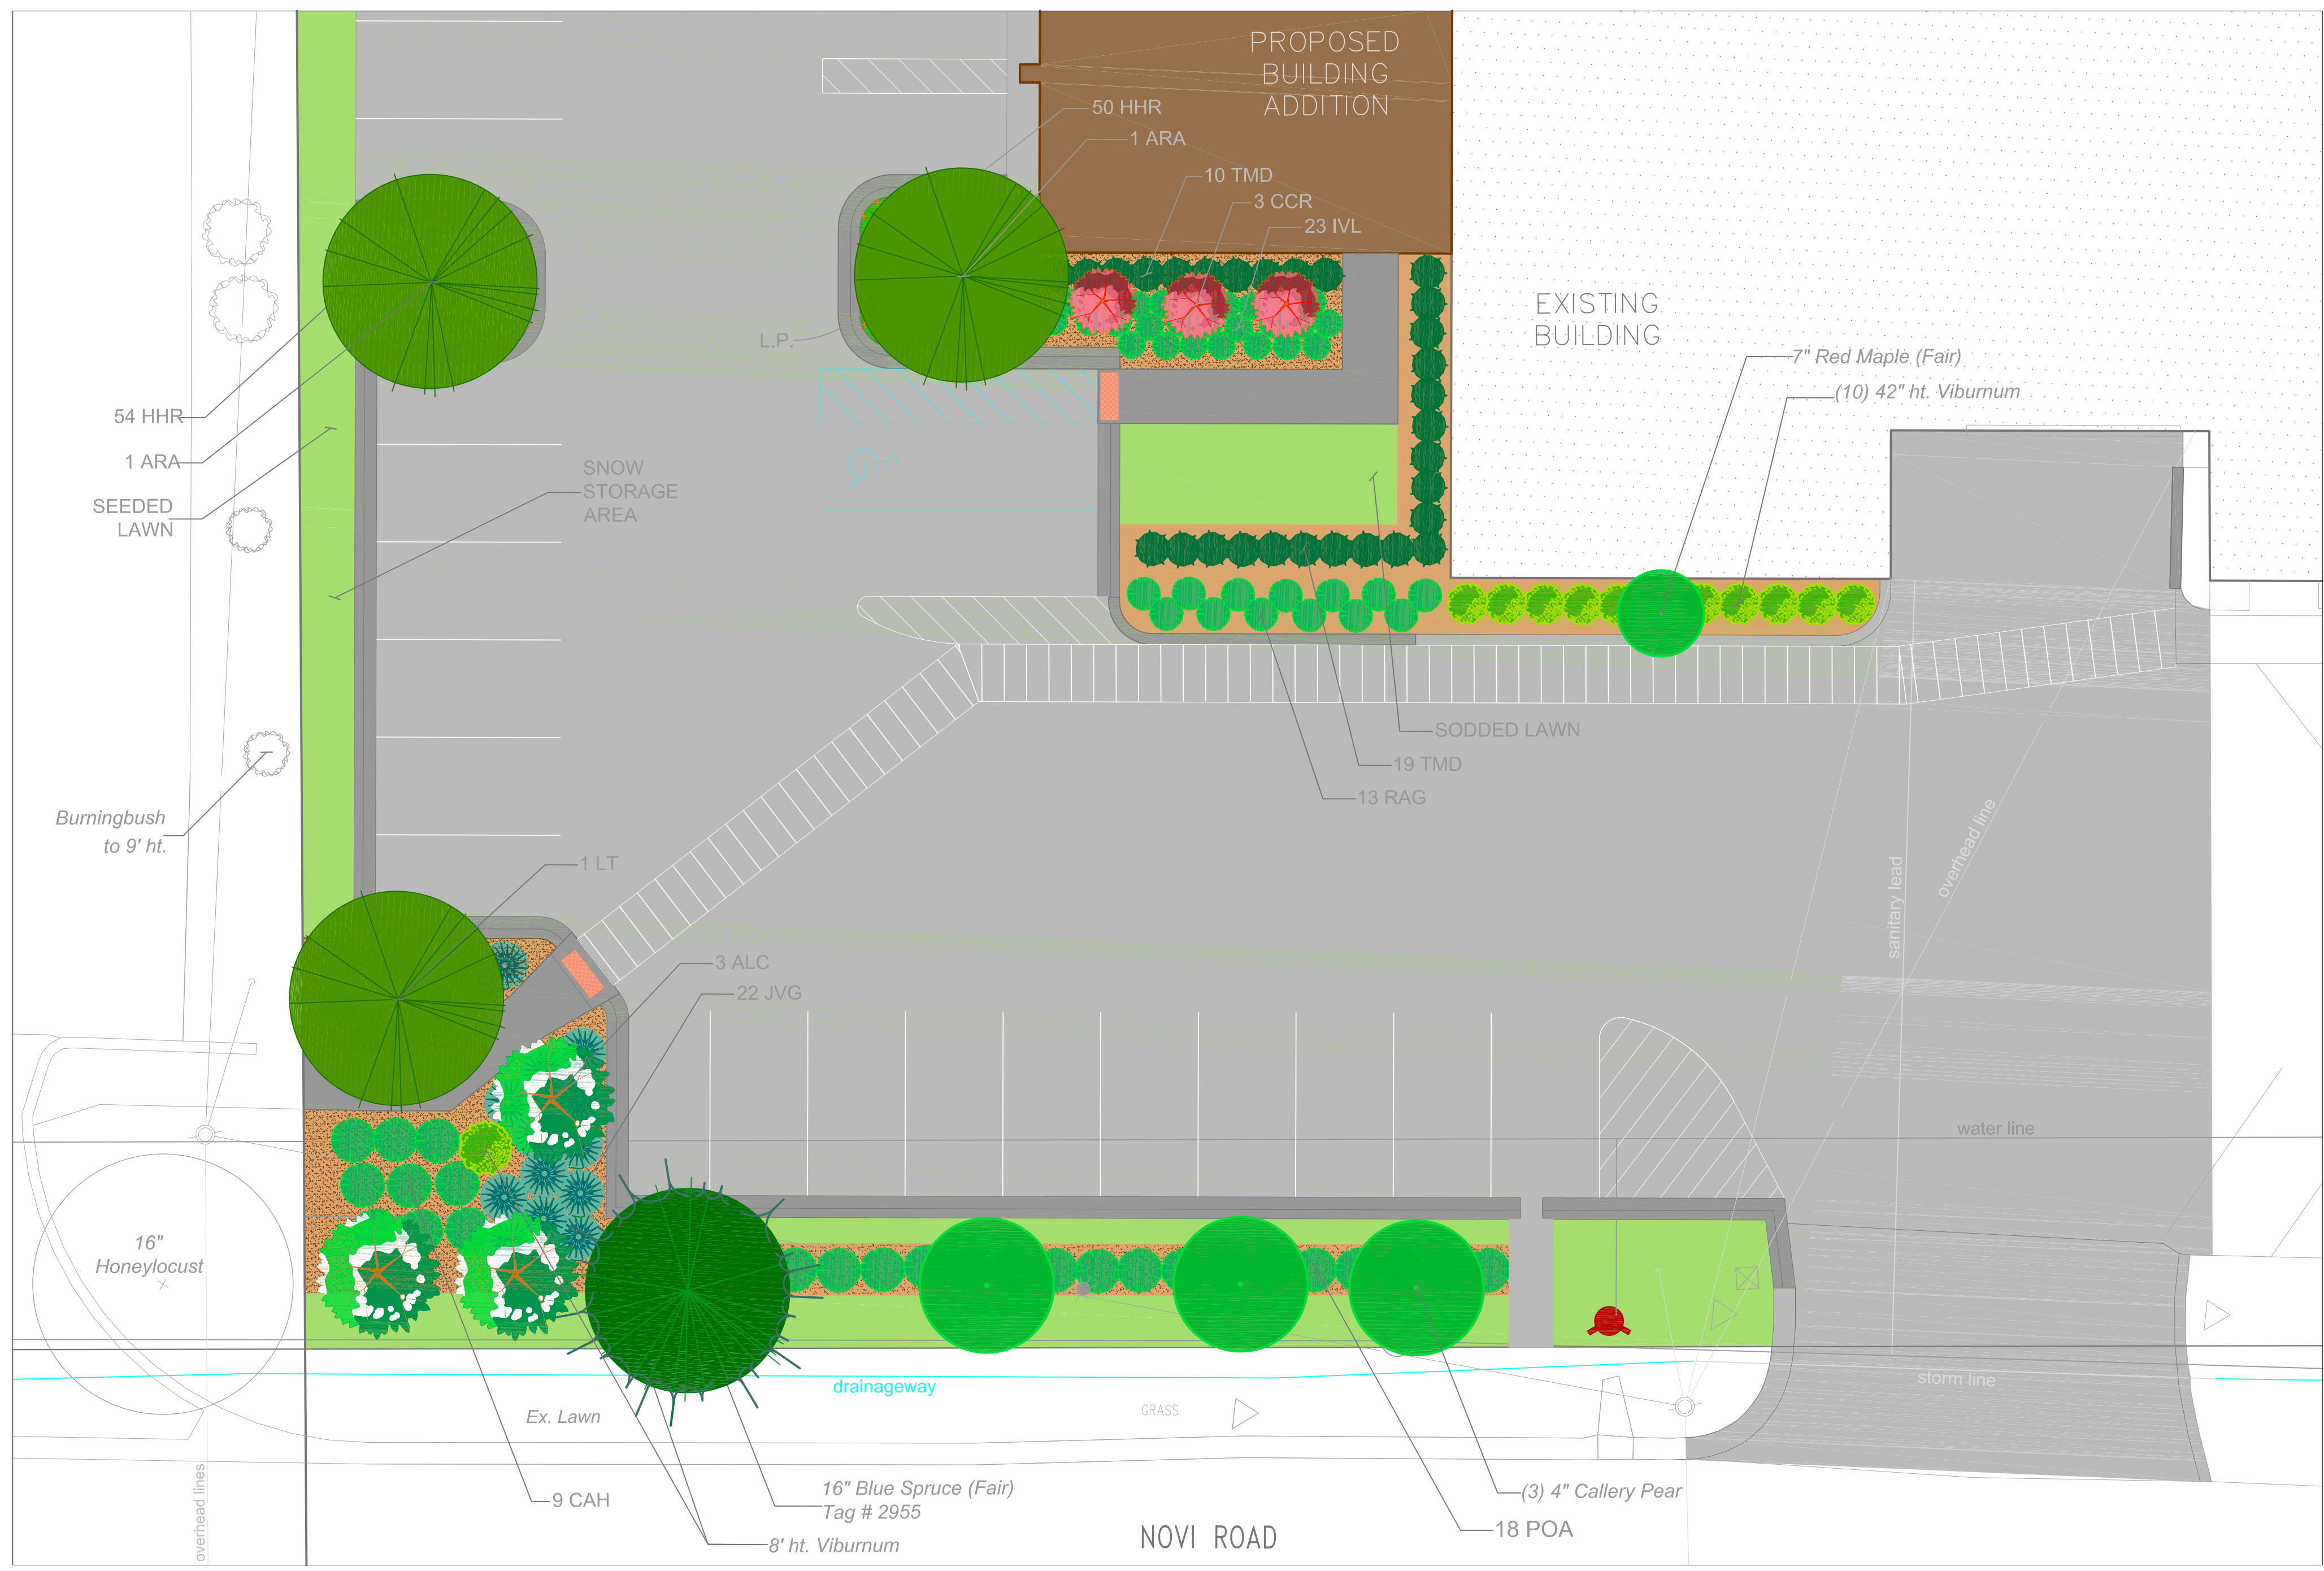 PROPOSED
BUILDING
ADDITION
50 HHR
1 ARA
10 TMD
3 CCR
23 IVL
EXISTING
BUILDING
L.P.
7" Red Maple (Fair)
(10) 42" ht. Viburnum
54 HHR
1 ARA
SEEDED
LAWN
SNOW
STORAGE
AREA
SODDED LAWN
19 TMD
13 RAG
Burningbush
to 9' ht.
1 LT
overhead line
sanitary lead
3 ALC
22 JVG
water line
16"
Honeylocust
drainageway
storm line
Ex. Lawn
GRASS
overhead lines
9 CAH
16" Blue Spruce (Fair)
Tag # 2955
8' ht. Viburnum
(3) 4" Callery Pear
18 POA
NOVI ROAD